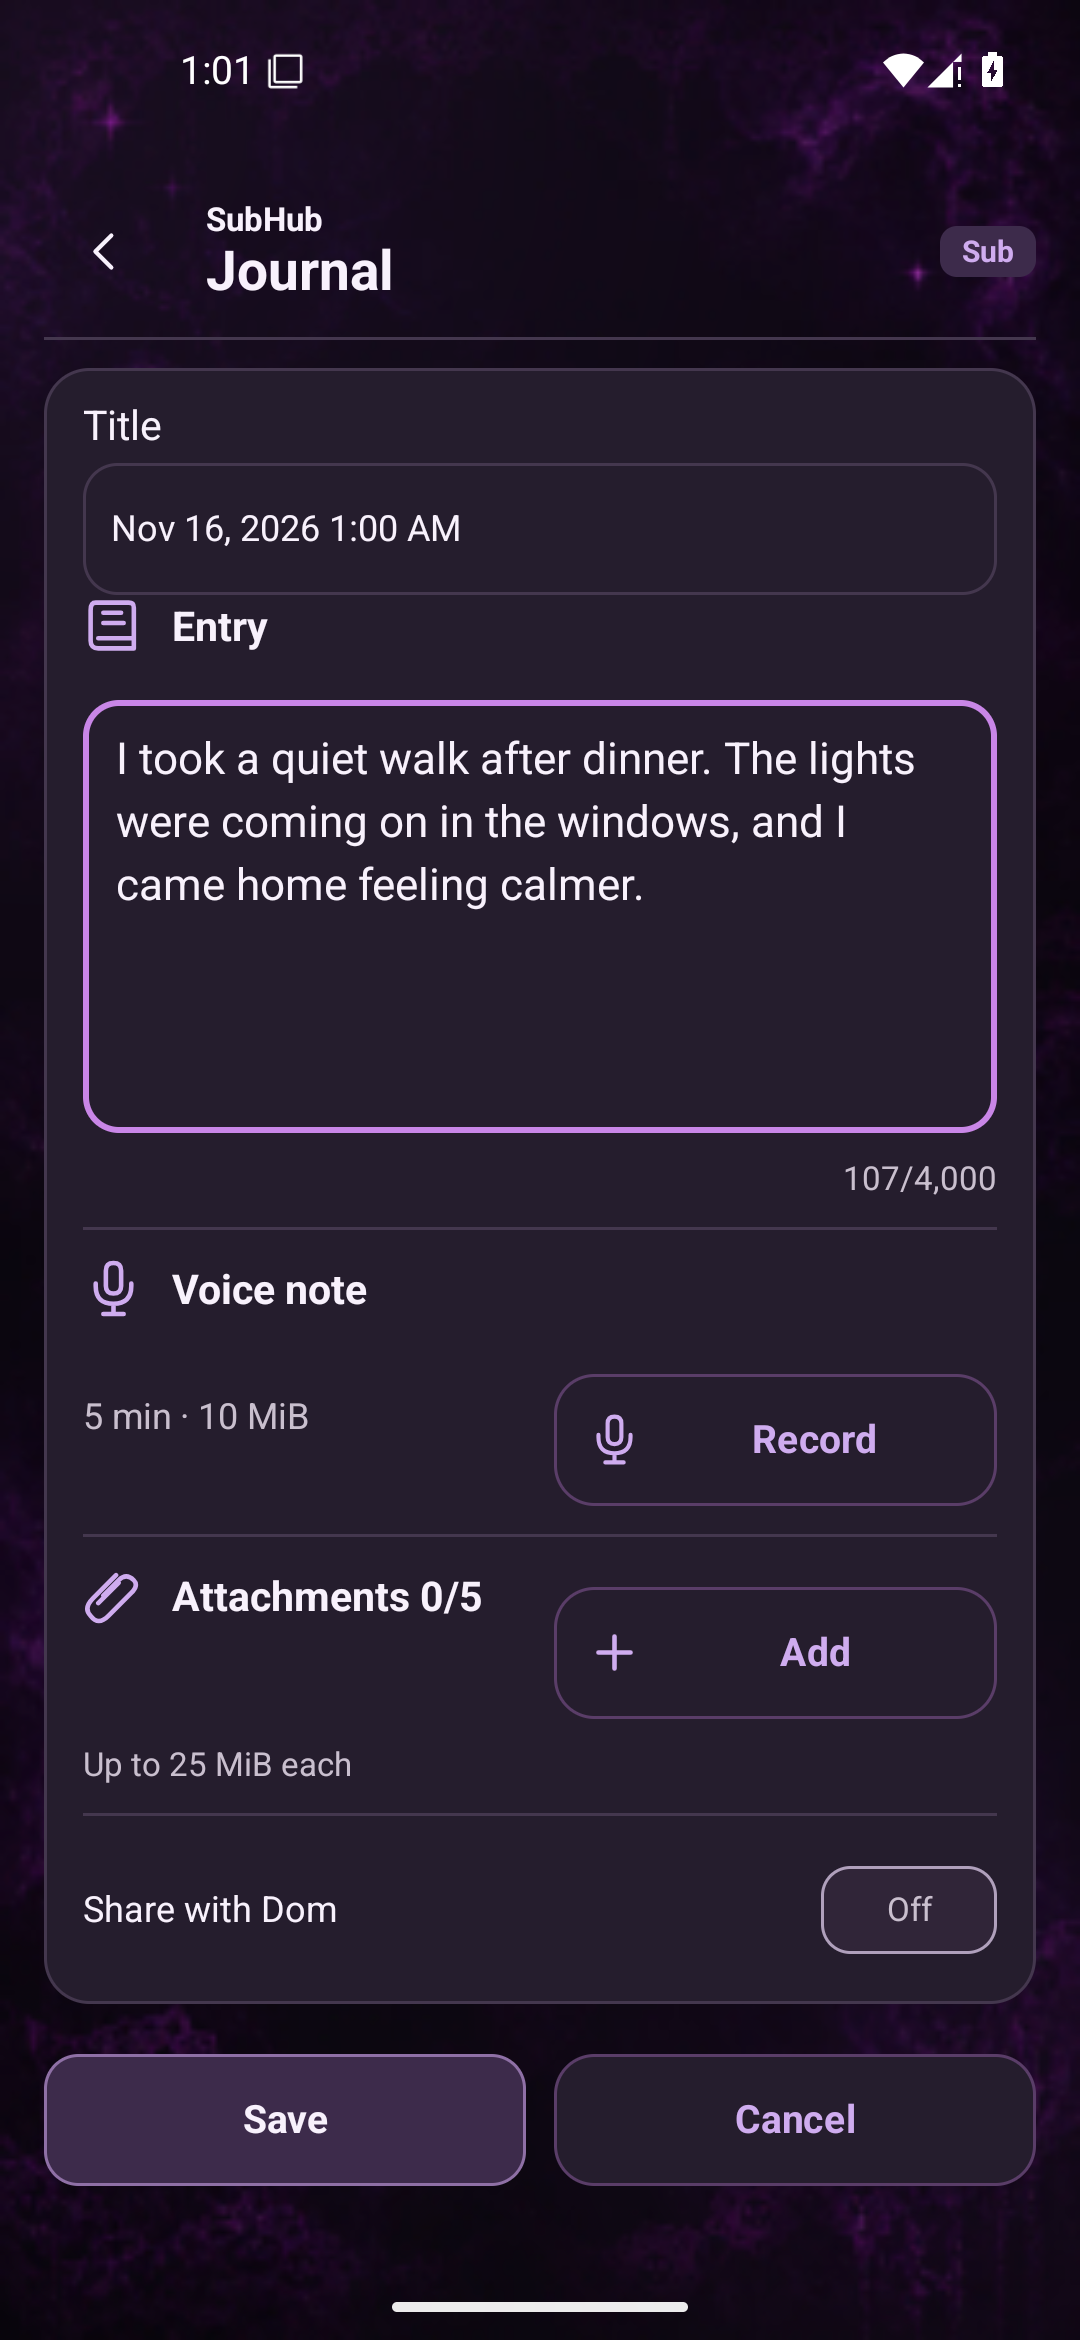 1:01
SubHub
Journal
Sub
Title
Nov 16, 2026 1:00 AM
Entry
I took a quiet walk after dinner. The lights
were coming on in the windows, and I
came home feeling calmer.
107/4,000
Voice note
5 min · 10 MiB
Record
Attachments 0/5
Add
Up to 25 MiB each
Share with Dom
Off
Save
Cancel